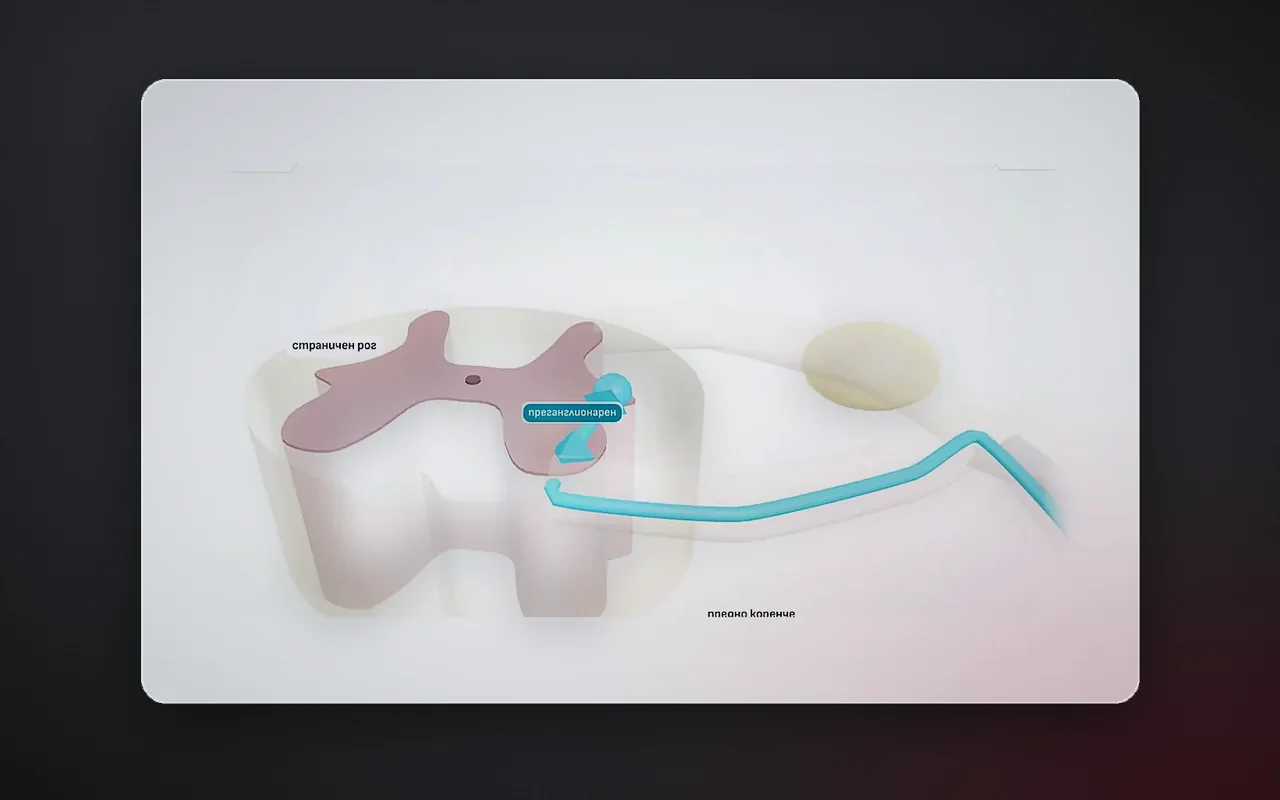 страничен рог
преганглионарен
предно коренче